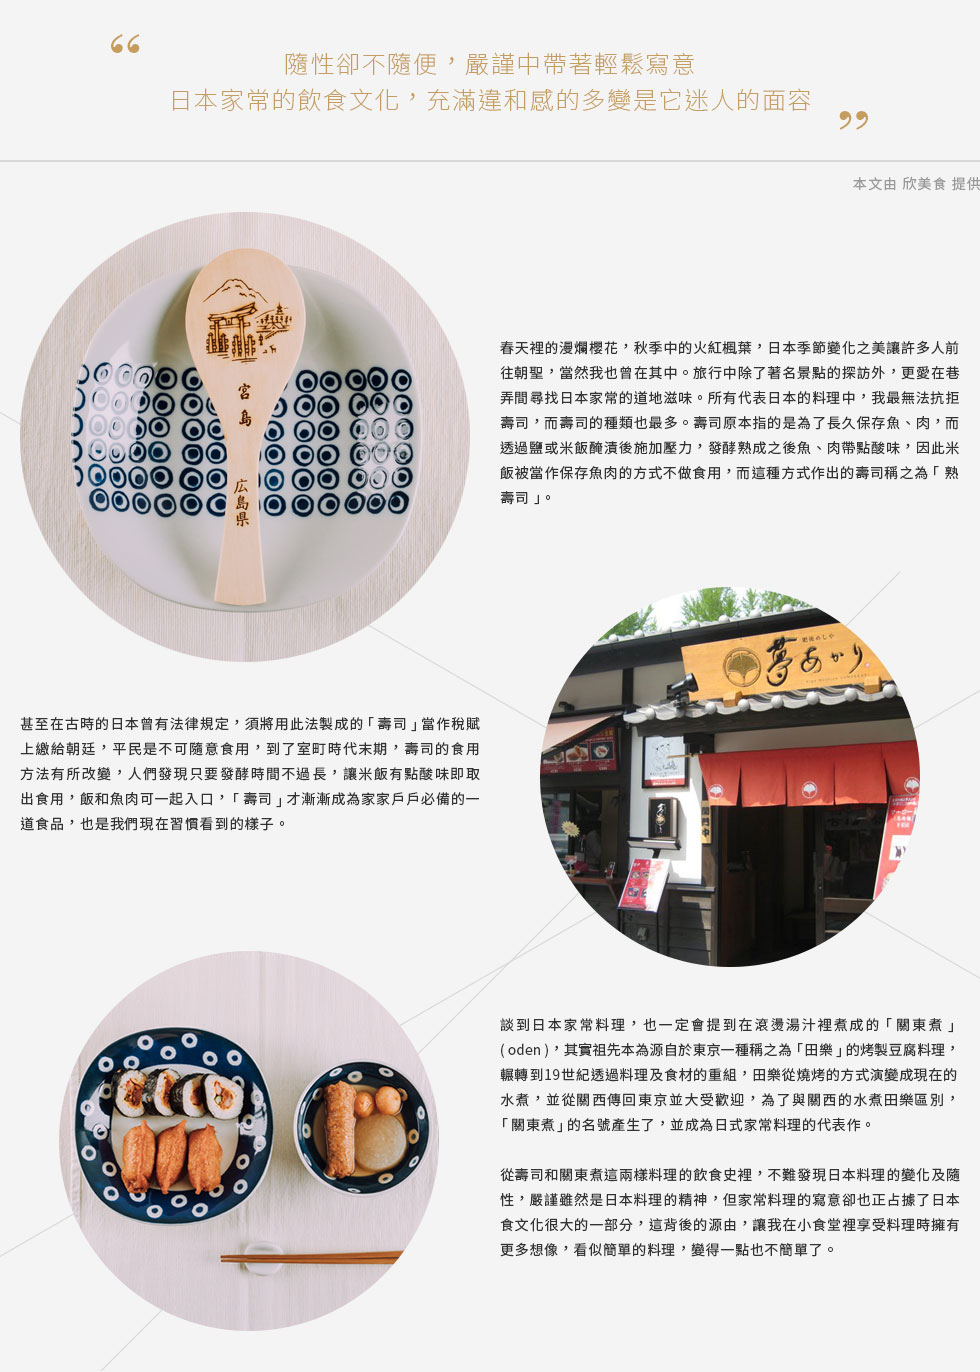 “
隨性卻不隨便，嚴謹中帶著輕鬆寫意
日本家常的飲食文化，充滿違和感的多變是它迷人的面容
”
本文由 欣美食 提供
宮島
広島県
春天裡的漫爛櫻花，秋季中的火紅楓葉，日本季節變化之美讓許多人前
往朝聖，當然我也曾在其中。旅行中除了著名景點的探訪外，更愛在巷
弄間尋找日本家常的道地滋味。所有代表日本的料理中，我最無法抗拒
壽司，而壽司的種類也最多。壽司原本指的是為了長久保存魚、肉，而
透過鹽或米飯醃漬後施加壓力，發酵熟成之後魚、肉帶點酸味，因此米
飯被當作保存魚肉的方式不做食用，而這種方式作出的壽司稱之為「 熟
壽司 」。
夢あかり
甚至在古時的日本曾有法律規定，須將用此法製成的「壽司」當作稅賦
上繳給朝廷，平民是不可隨意食用，到了室町時代末期，壽司的食用
方法有所改變，人們發現只要發酵時間不過長，讓米飯有點酸味即取
出食用，飯和魚肉可一起入口，「 壽司 」才漸漸成為家家戶戶必備的一
道食品，也是我們現在習慣看到的樣子。
談到日本家常料理，也一定會提到在滾燙湯汁裡煮成的「 關東煮 」
( oden )，其實祖先本為源自於東京一種稱之為「田樂」的烤製豆腐料理，
輾轉到19世紀透過料理及食材的重組，田樂從燒烤的方式演變成現在的
水煮，並從關西傳回東京並大受歡迎，為了與關西的水煮田樂區別，
「關東煮」的名號產生了，並成為日式家常料理的代表作。
從壽司和關東煮這兩樣料理的飲食史裡，不難發現日本料理的變化及隨
性，嚴謹雖然是日本料理的精神，但家常料理的寫意卻也正占據了日本
食文化很大的一部分，這背後的源由，讓我在小食堂裡享受料理時擁有
更多想像，看似簡單的料理，變得一點也不簡單了。